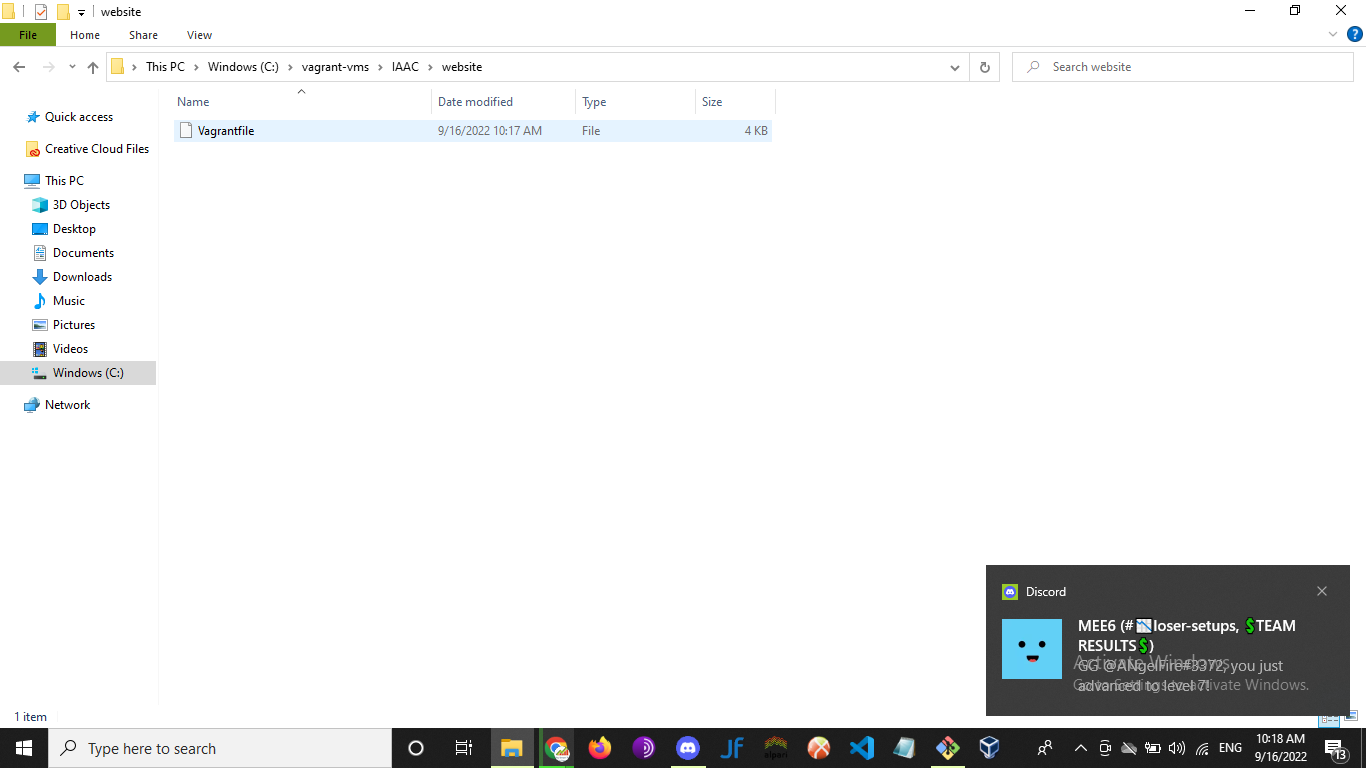 website
File
Home
Share
View
This PC
Windows (C:)
vagrant-vms
IAAC
website
Search website
Name
Date modified
Type
Size
Vagrantfile
9/16/2022 10:17 AM
File
4 KB
Quick access
Creative Cloud Files
This PC
3D Objects
Desktop
Documents
Downloads
Music
Pictures
Videos
Windows (C:)
Network
Discord
MEE6 (#📉loser-setups, 💲TEAM
RESULTS💲)
GG @ANgelFire#3372, you just
advanced to level 7!
Activate Windows
Go to Settings to activate Windows.
1 item
Type here to search
JF
ENG
10:18 AM
9/16/2022
13